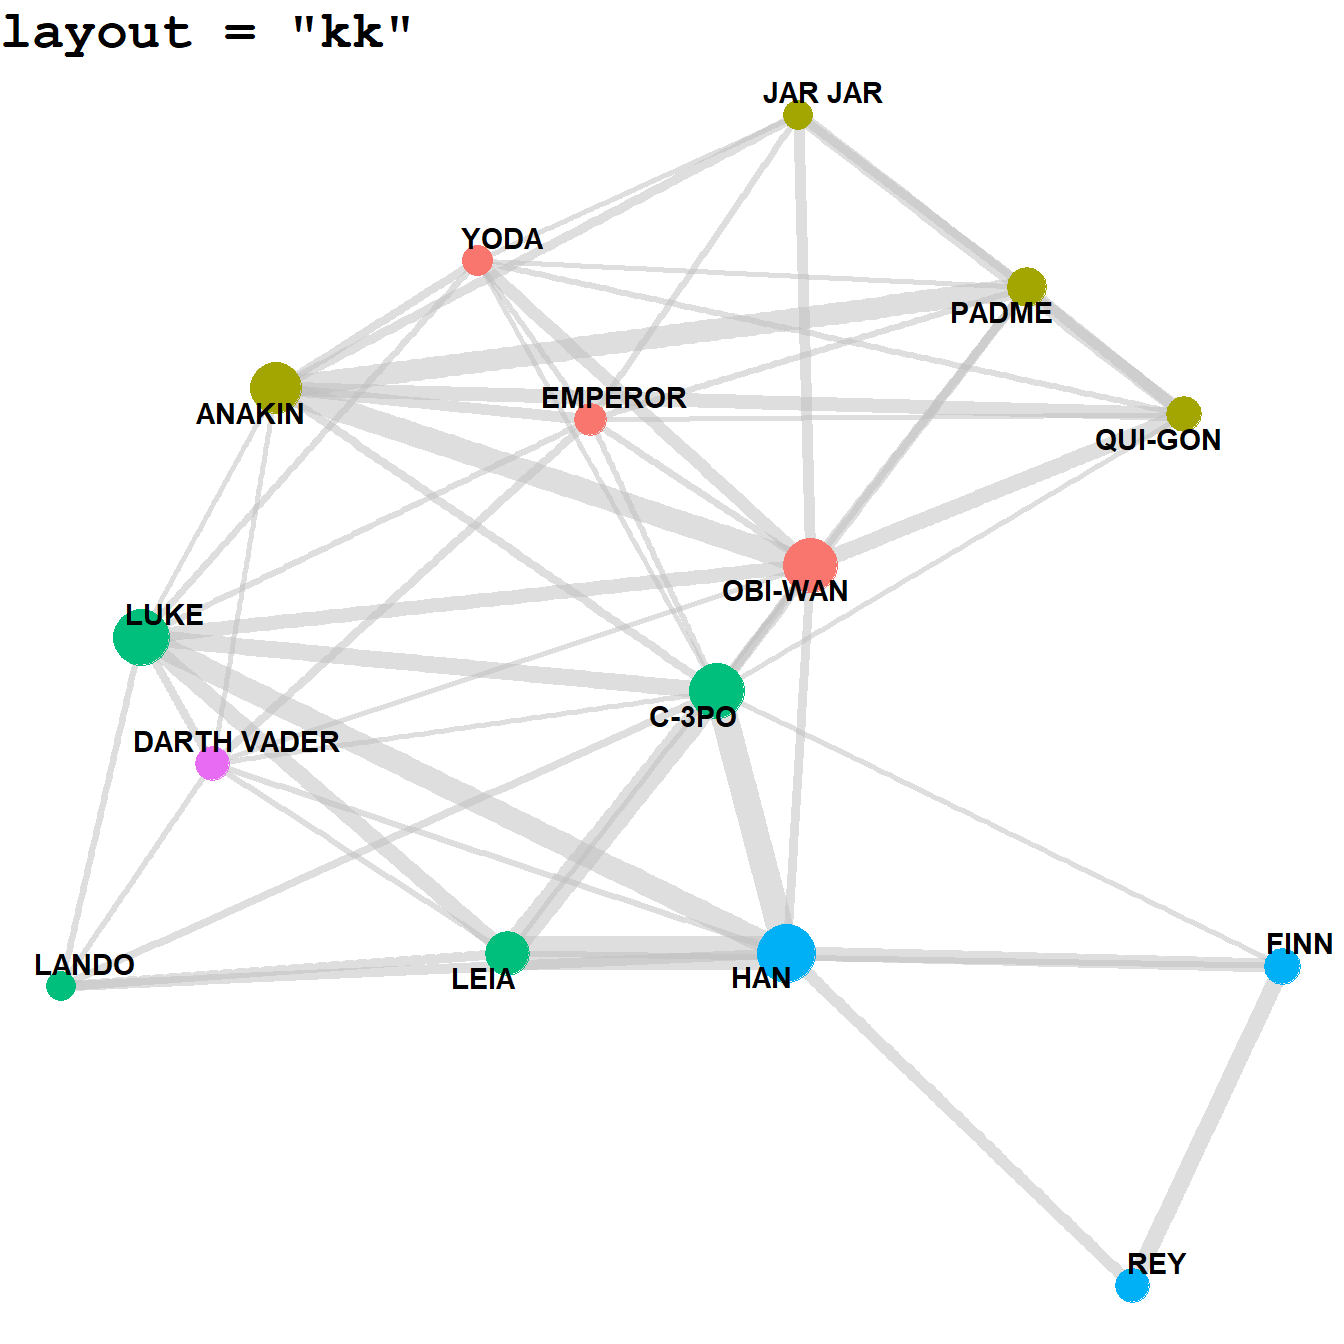 layout = "kk"
JAR JAR
YODA
PADME
EMPEROR
ANAKIN
QUI-GON
OBI-WAN
LUKE
C-3PO
DARTH VADER
FINN
LANDO
LEIA
HAN
REY